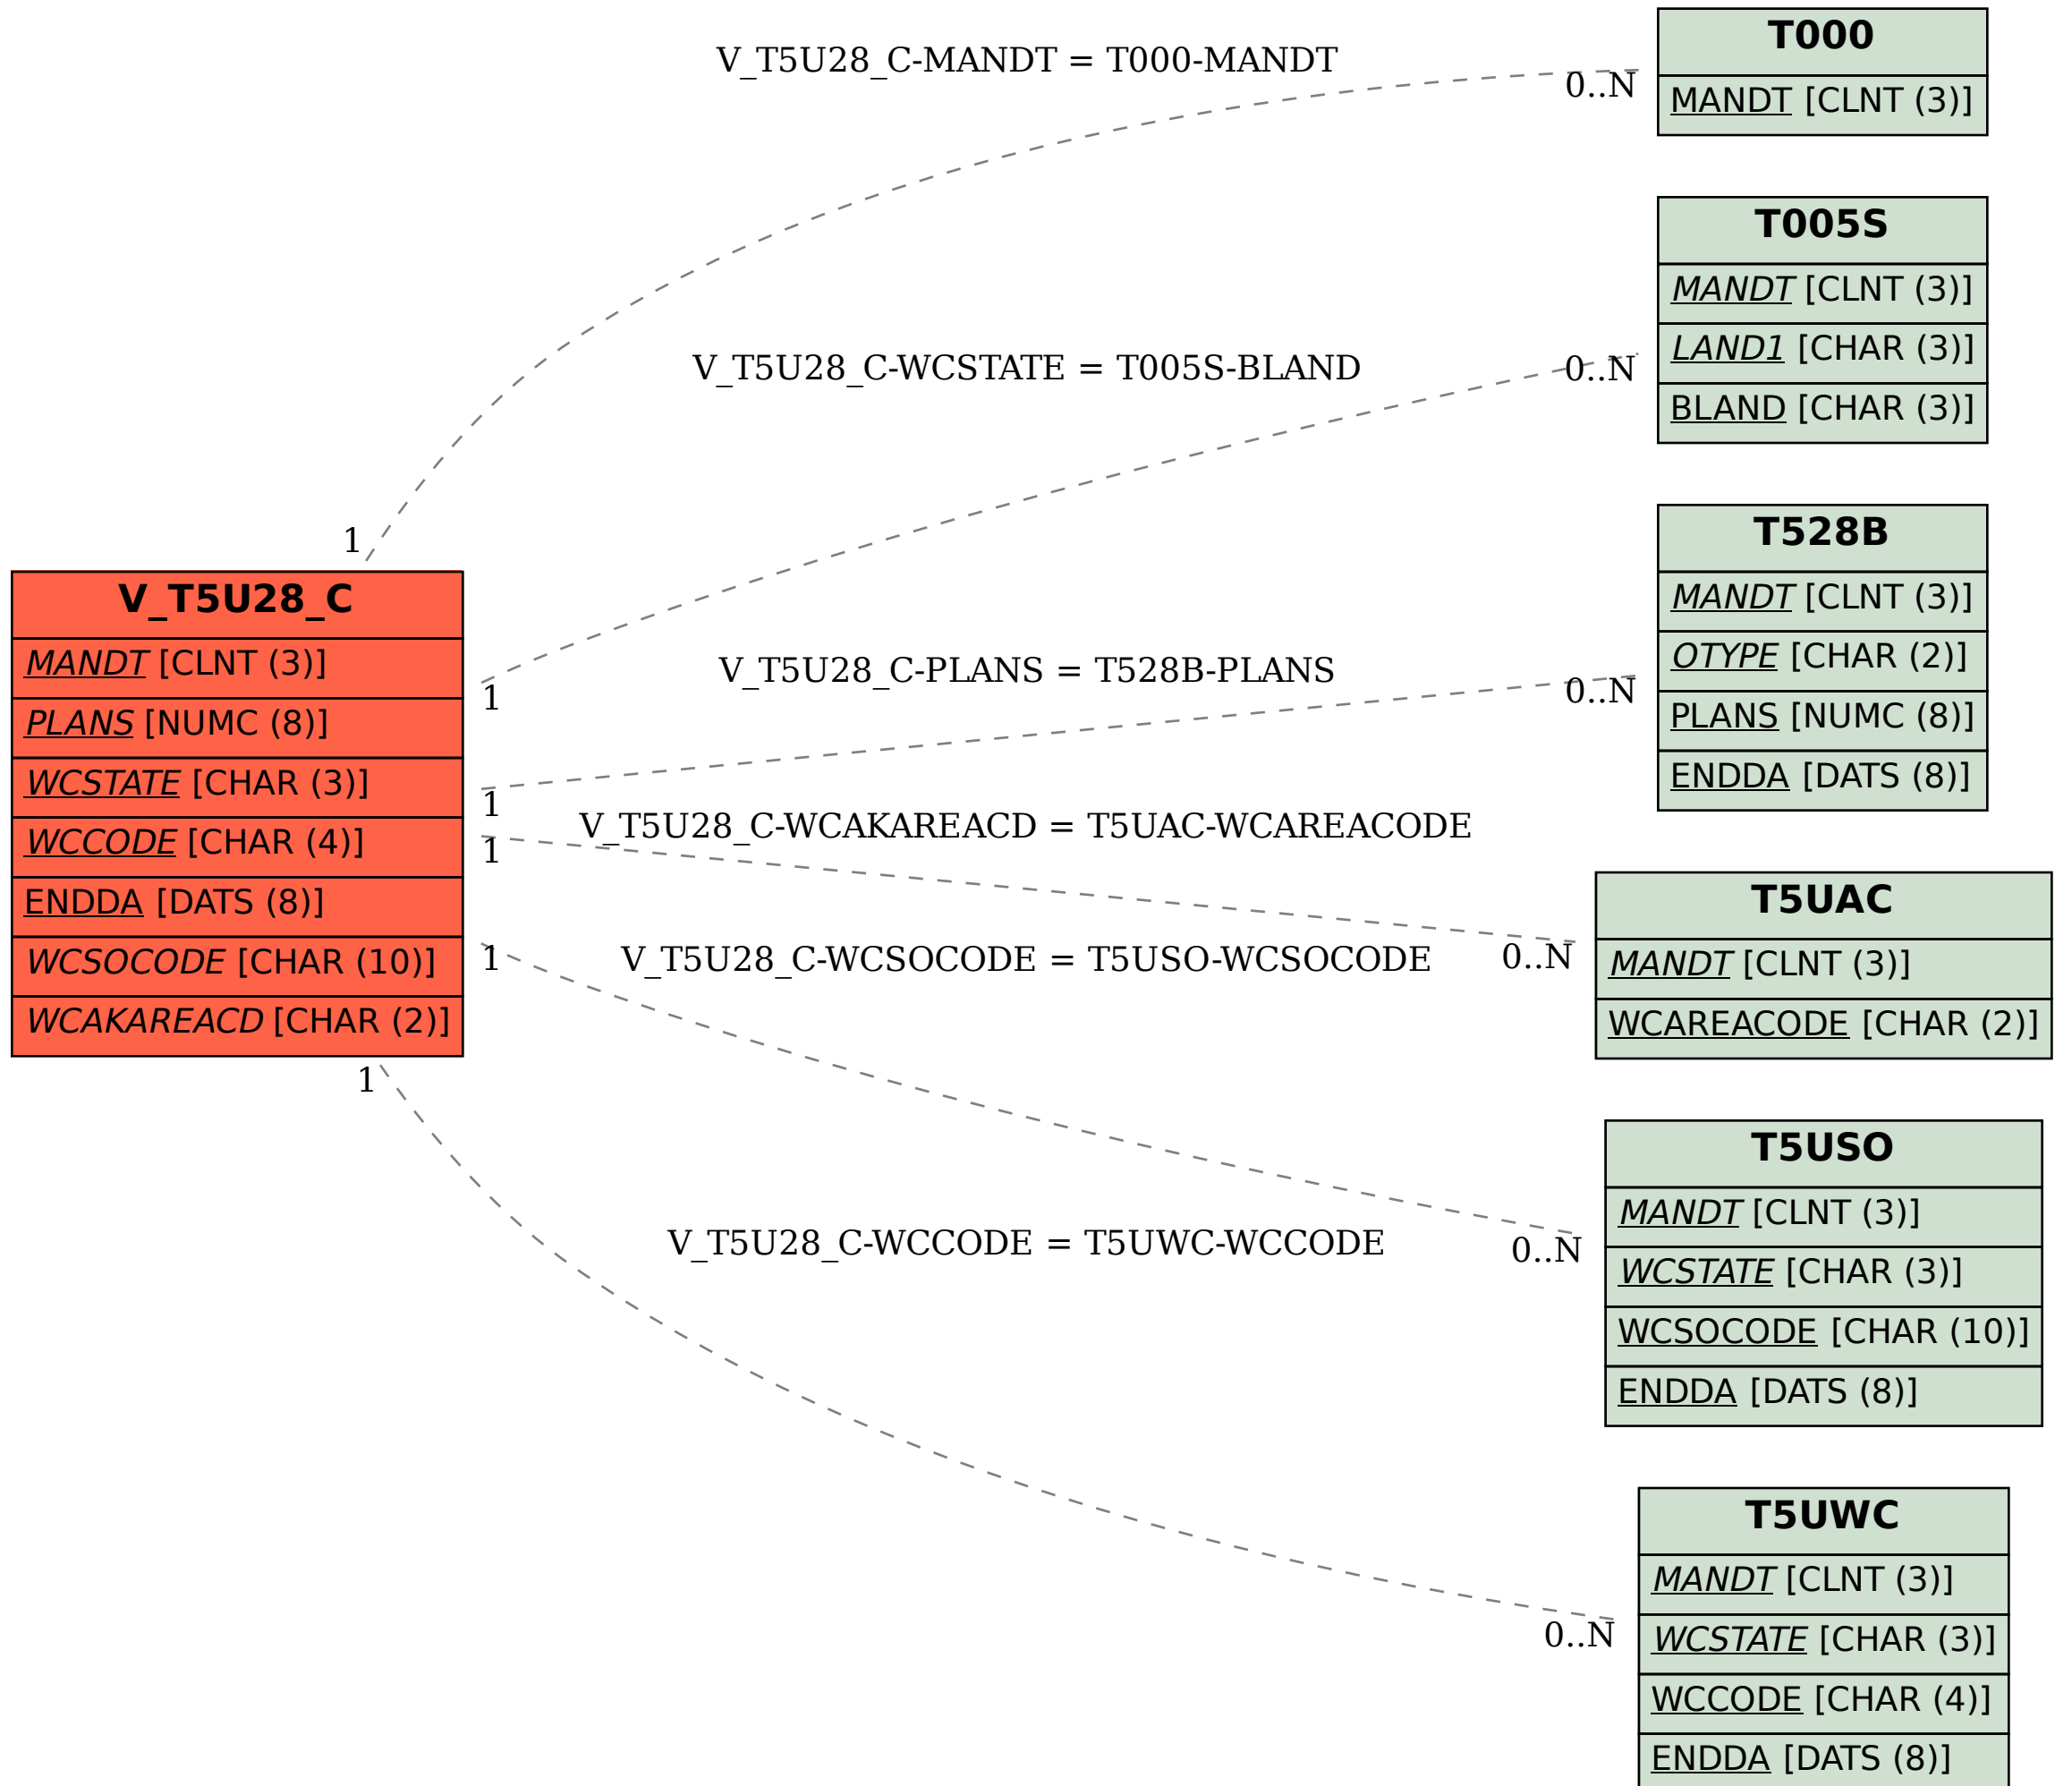 V_T5U28_C
MANDT [CLNT (3)]
PLANS [NUMC (8)]
WCSTATE [CHAR (3)]
WCCODE [CHAR (4)]
ENDDA [DATS (8)]
WCSOCODE [CHAR (10)]
WCAKAREACD [CHAR (2)]
V_T5U28_C-MANDT = T000-MANDT
1
0..N
V_T5U28_C-WCSTATE = T005S-BLAND
1
0..N
V_T5U28_C-PLANS = T528B-PLANS
1
0..N
V_T5U28_C-WCAKAREACD = T5UAC-WCAREACODE
1
0..N
V_T5U28_C-WCSOCODE = T5USO-WCSOCODE
1
0..N
V_T5U28_C-WCCODE = T5UWC-WCCODE
1
0..N
T000
MANDT [CLNT (3)]
T005S
MANDT [CLNT (3)]
LAND1 [CHAR (3)]
BLAND [CHAR (3)]
T528B
MANDT [CLNT (3)]
OTYPE [CHAR (2)]
PLANS [NUMC (8)]
ENDDA [DATS (8)]
T5UAC
MANDT [CLNT (3)]
WCAREACODE [CHAR (2)]
T5USO
MANDT [CLNT (3)]
WCSTATE [CHAR (3)]
WCSOCODE [CHAR (10)]
ENDDA [DATS (8)]
T5UWC
MANDT [CLNT (3)]
WCSTATE [CHAR (3)]
WCCODE [CHAR (4)]
ENDDA [DATS (8)]